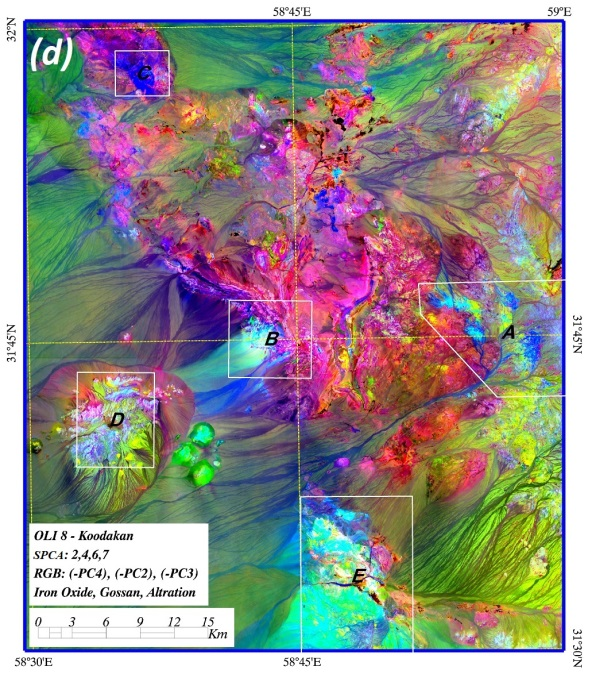 58°45'E 59°E
32°N
(d)
C
A
31°45'N 31°45'N
B
D
OLI 8 - Koodakan
SPCA: 2,4,6,7
RGB: (-PC4), (-PC2), (-PC3)
Iron Oxide, Gossan, Altration
E
0 3 6 9 12 15
Km
31°30'N
58°30'E 58°45'E